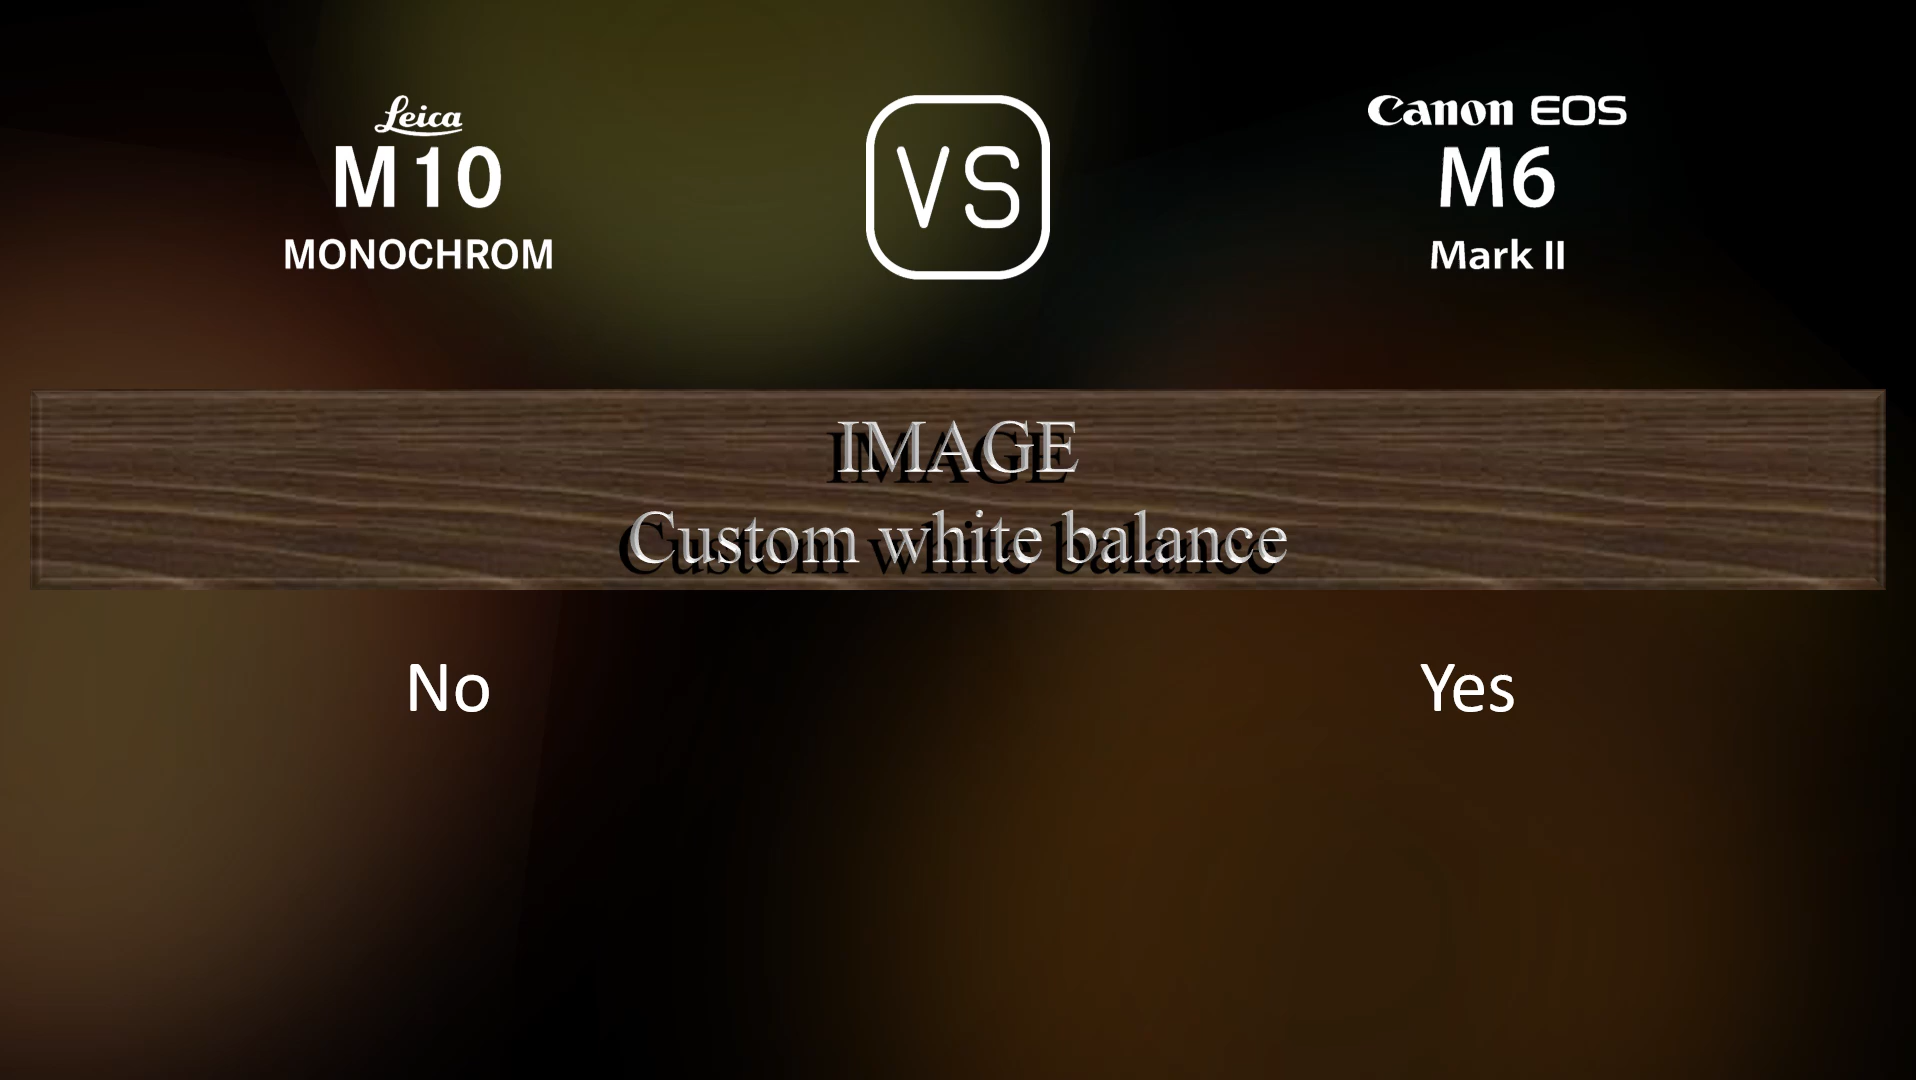 Leica
M10
MONOCHROM
VS
Canon EOS
M6
Mark II
IMAGE
Custom white balance
No
Yes